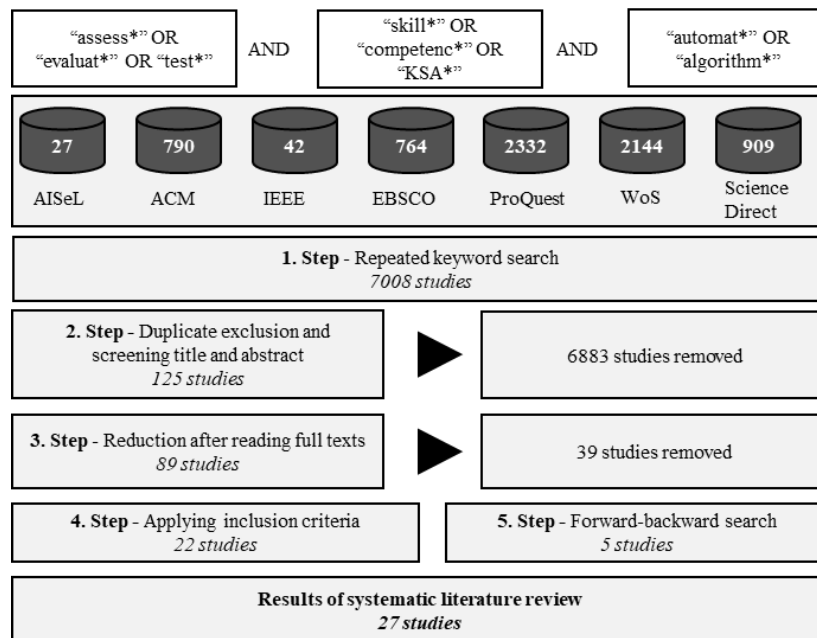 “assess*” OR
“evaluat*” OR “test*”
AND
“skill*” OR
“competenc*” OR
“KSA*”
AND
“automat*” OR
“algorithm*”
27
790
42
764
2332
2144
909
AISeL
ACM
IEEE
EBSCO
ProQuest
WoS
Science
Direct
1. Step - Repeated keyword search
7008 studies
2. Step - Duplicate exclusion and
screening title and abstract
125 studies
6883 studies removed
3. Step - Reduction after reading full texts
89 studies
39 studies removed
4. Step - Applying inclusion criteria
22 studies
5. Step - Forward-backward search
5 studies
Results of systematic literature review
27 studies